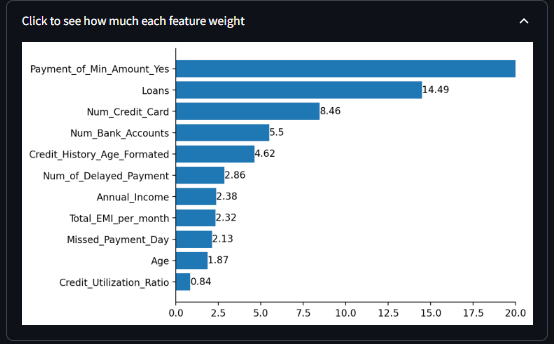 Click to see how much each feature weight
Payment_of_Min_Amount_Yes
Loans 14.49
Num_Credit_Card 8.46
Num_Bank_Accounts 5.5
Credit_History_Age_Formated 4.62
Num_of_Delayed_Payment 2.86
Annual_Income 2.38
Total_EMI_per_month 2.32
Missed_Payment_Day 2.13
Age 1.87
Credit_Utilization_Ratio 0.84
0.0 2.5 5.0 7.5 10.0 12.5 15.0 17.5 20.0